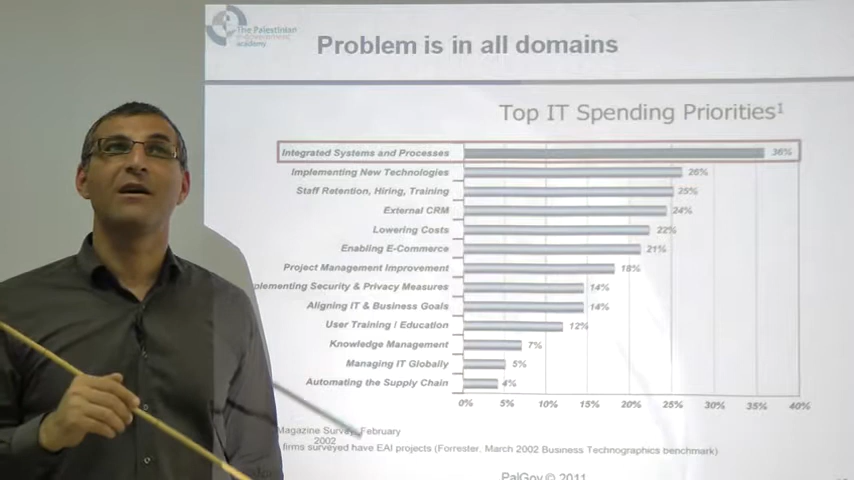 The Palestinian
academy
Problem is in all domains
Top IT Spending Priorities¹
Integrated Systems and Processes 36%
Implementing New Technologies 26%
Staff Retention, Hiring, Training 25%
External CRM 24%
Lowering Costs 22%
Enabling E-Commerce 21%
Project Management Improvement 18%
plementing Security & Privacy Measures 14%
Aligning IT & Business Goals 14%
User Training / Education 12%
Knowledge Management 7%
Managing IT Globally 5%
Automating the Supply Chain 4%
0% 5% 10% 15% 20% 25% 30% 35% 40%
Magazine Survey, February
2002
firms surveyed have EAI projects (Forrester. March 2002 Business Technographics benchmark)
PalGov © 2011